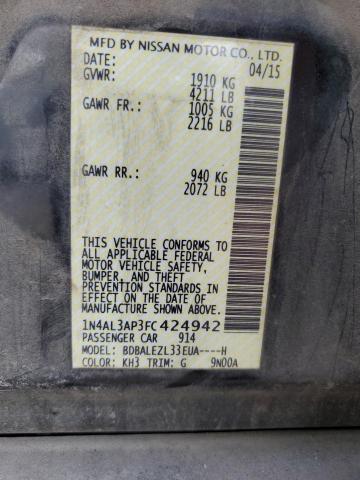 MFD BY NISSAN MOTOR CO., LTD.
DATE: 04/15
GVWR: 1910 KG
4211 LB
GAWR FR.: 1005 KG
2216 LB
GAWR RR.: 940 KG
2072 LB
THIS VEHICLE CONFORMS TO
ALL APPLICABLE FEDERAL
MOTOR VEHICLE SAFETY,
BUMPER, AND THEFT
PREVENTION STANDARDS IN
EFFECT ON THE DATE OF
MANUFACTURE SHOWN ABOVE.
1N4AL3AP3FC424942
PASSENGER CAR 914
MODEL: BDBALEZL33EUA----H
COLOR: KH3 TRIM: G 9N00A